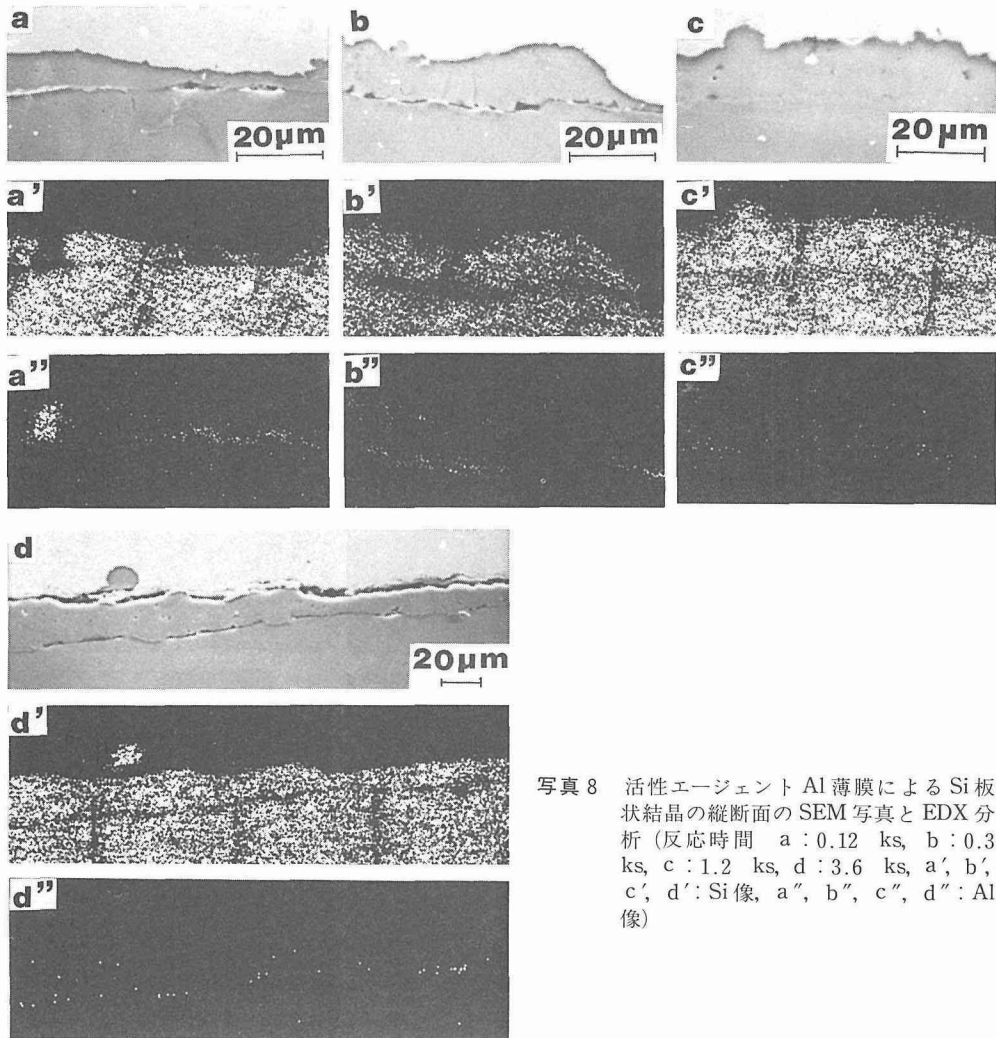 a
20μm
b
20μm
c
20μm
a'
b'
c'
a"
b"
c"
d
20μm
d'
d"
写真8 活性エージェント Al 薄膜による Si 板
状結晶の縦断面の SEM 写真と EDX 分
析 (反応時間 a:0.12 ks, b:0.3
ks, c:1.2 ks, d:3.6 ks, a′, b′,
c′, d′:Si 像, a″, b″, c″, d″:Al
像)